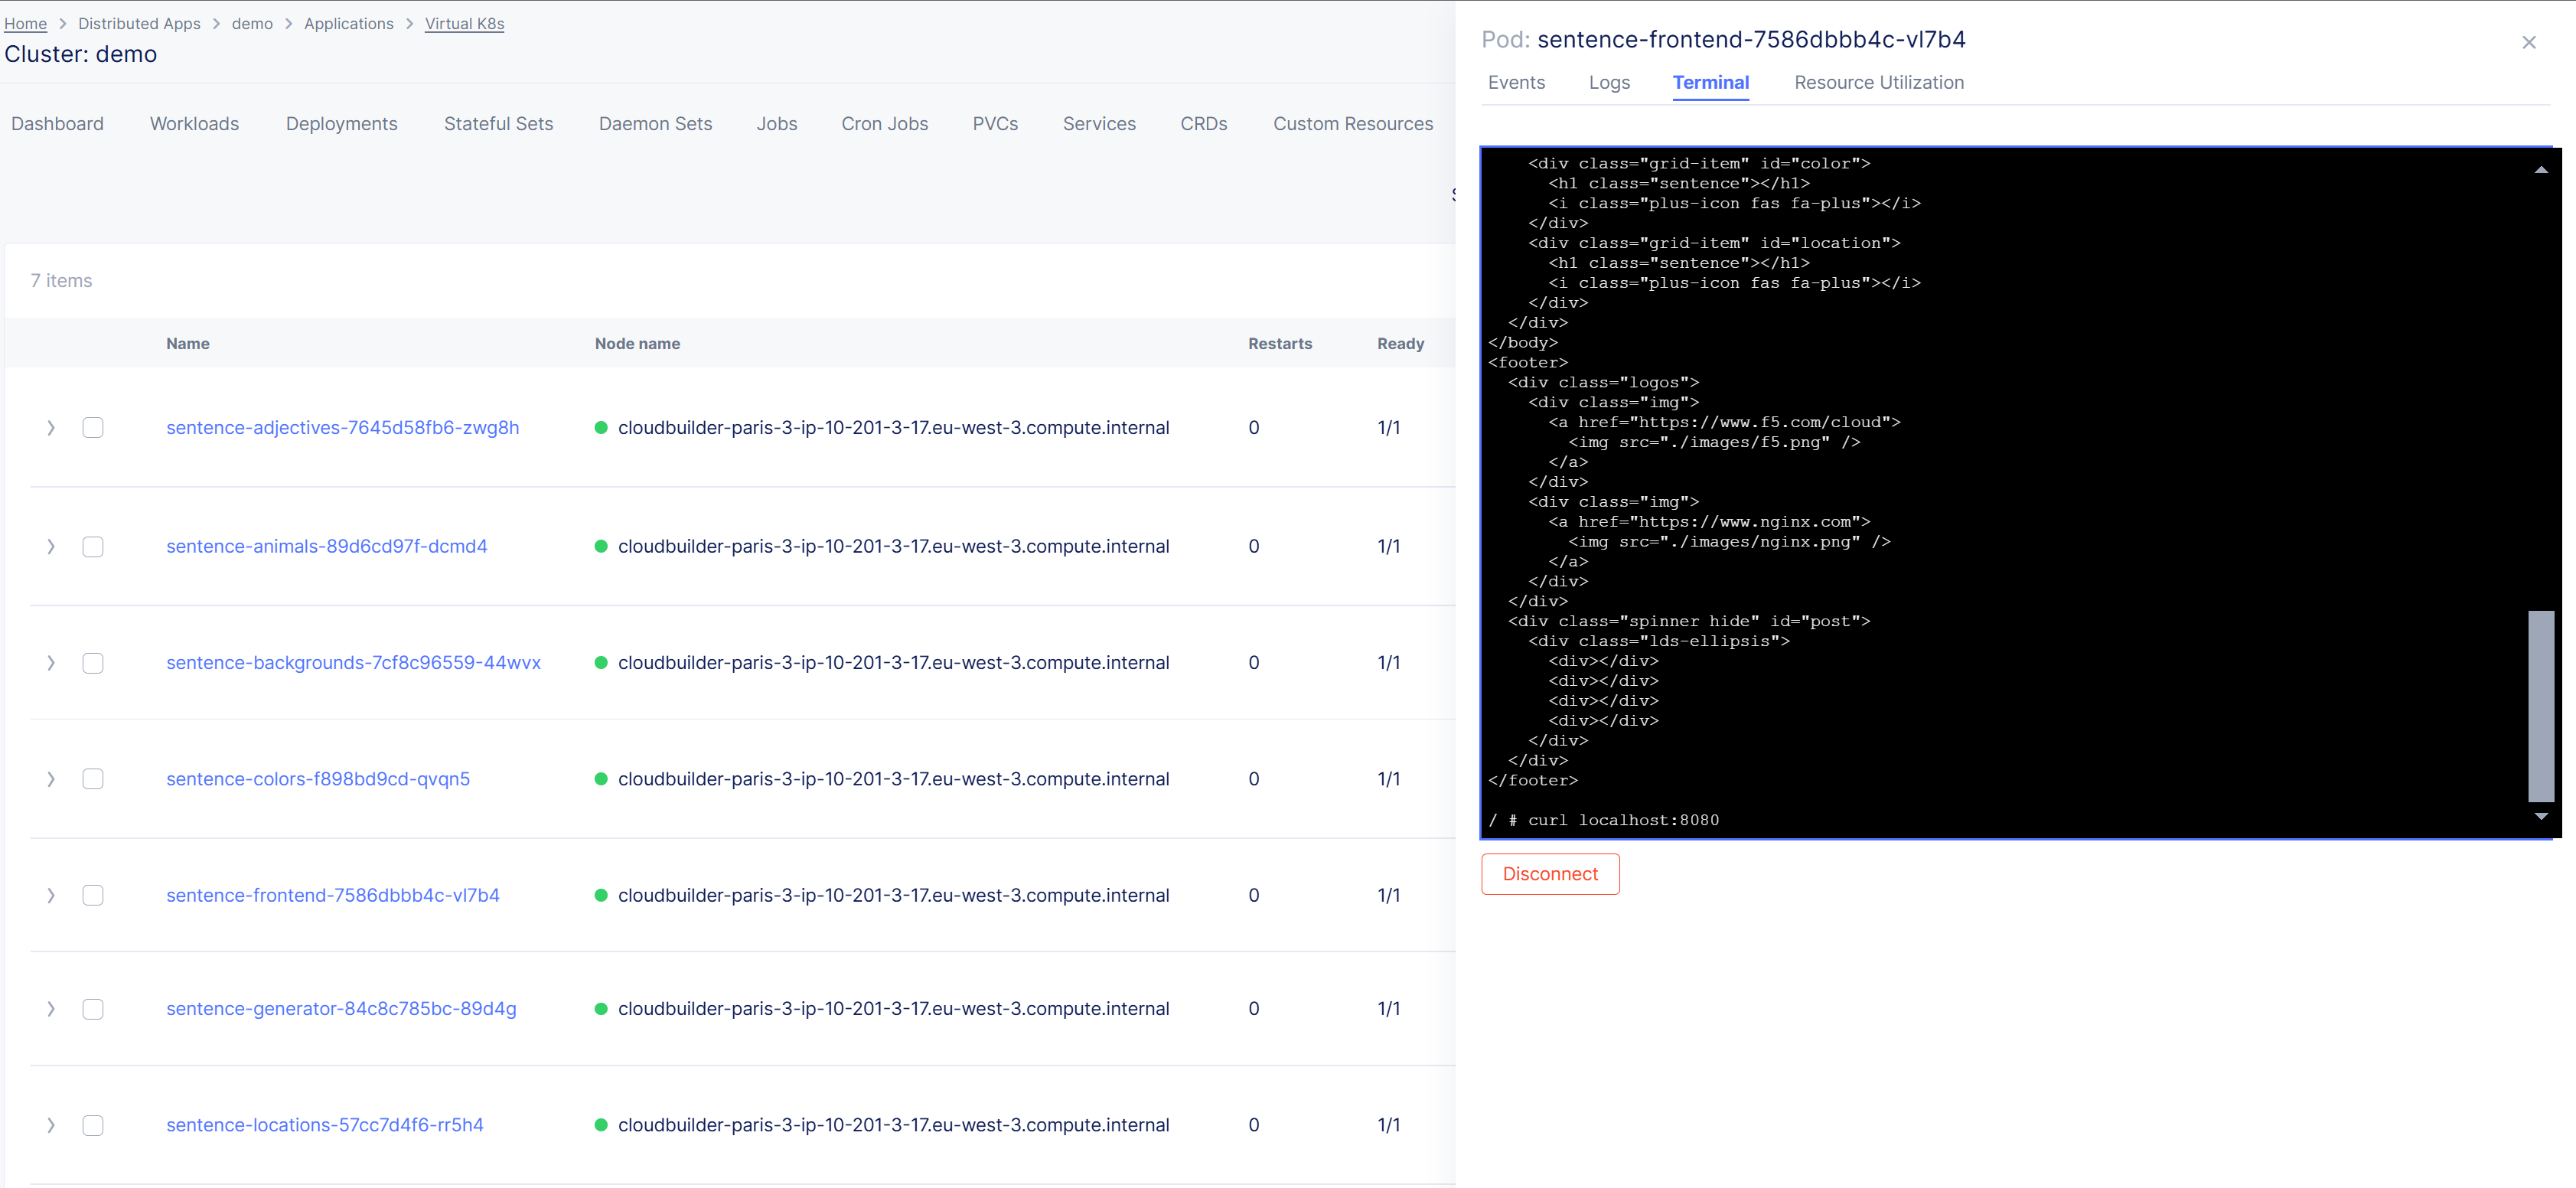 Home > Distributed Apps > demo > Applications > Virtual K8s
Cluster: demo
Dashboard Workloads Deployments Stateful Sets Daemon Sets Jobs Cron Jobs PVCs Services CRDs Custom Resources
7 items
Name Node name Restarts Ready
sentence-adjectives-7645d58fb6-zwg8h cloudbuilder-paris-3-ip-10-201-3-17.eu-west-3.compute.internal 0 1/1
sentence-animals-89d6cd97f-dcmd4 cloudbuilder-paris-3-ip-10-201-3-17.eu-west-3.compute.internal 0 1/1
sentence-backgrounds-7cf8c96559-44wvx cloudbuilder-paris-3-ip-10-201-3-17.eu-west-3.compute.internal 0 1/1
sentence-colors-f898bd9cd-qvqn5 cloudbuilder-paris-3-ip-10-201-3-17.eu-west-3.compute.internal 0 1/1
sentence-frontend-7586dbbb4c-vl7b4 cloudbuilder-paris-3-ip-10-201-3-17.eu-west-3.compute.internal 0 1/1
sentence-generator-84c8c785bc-89d4g cloudbuilder-paris-3-ip-10-201-3-17.eu-west-3.compute.internal 0 1/1
sentence-locations-57cc7d4f6-rr5h4 cloudbuilder-paris-3-ip-10-201-3-17.eu-west-3.compute.internal 0 1/1
Pod: sentence-frontend-7586dbbb4c-vl7b4
Events Logs Terminal Resource Utilization
<div class="grid-item" id="color">
<h1 class="sentence"></h1>
<i class="plus-icon fas fa-plus"></i>
</div>
<div class="grid-item" id="location">
<h1 class="sentence"></h1>
<i class="plus-icon fas fa-plus"></i>
</div>
</div>
</body>
<footer>
<div class="logos">
<div class="img">
<a href="https://www.f5.com/cloud">
<img src="./images/f5.png" />
</a>
</div>
<div class="img">
<a href="https://www.nginx.com">
<img src="./images/nginx.png" />
</a>
</div>
</div>
<div class="spinner hide" id="post">
<div class="lds-ellipsis">
<div></div>
<div></div>
<div></div>
<div></div>
</div>
</div>
</footer>
/ # curl localhost:8080
Disconnect